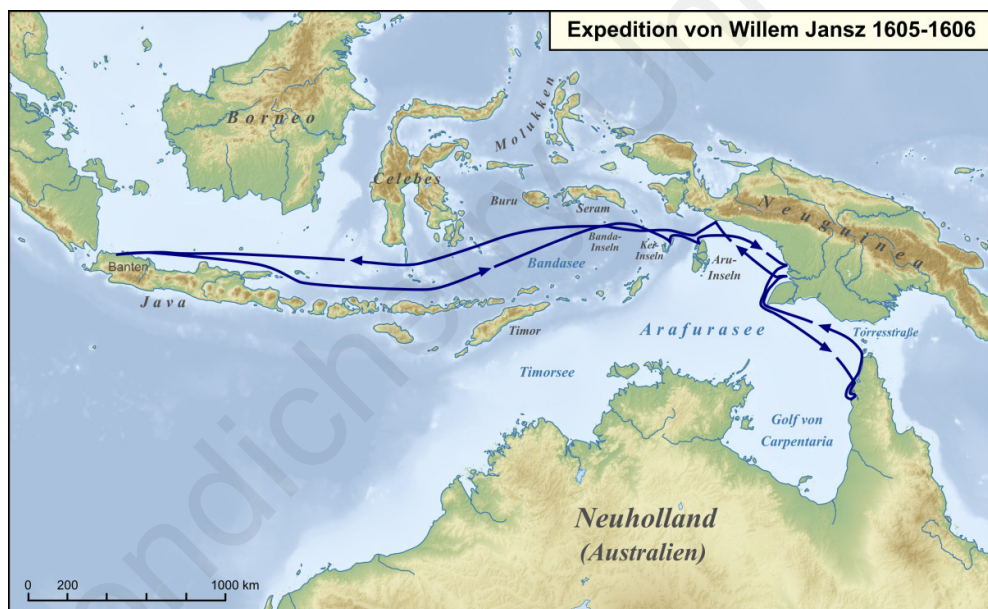 Expedition von Willem Jansz 1605-1606
Borneo
Molukken
Celebes
Buru
Seram
Neuguinea
Banda-
Inseln
Kei-
Inseln
Aru-
Inseln
Banten
Bandasee
Java
Timor
Arafurasee
Torresstraße
Timorsee
Golf von
Carpentaria
Neuholland
(Australien)
0 200 1000 km